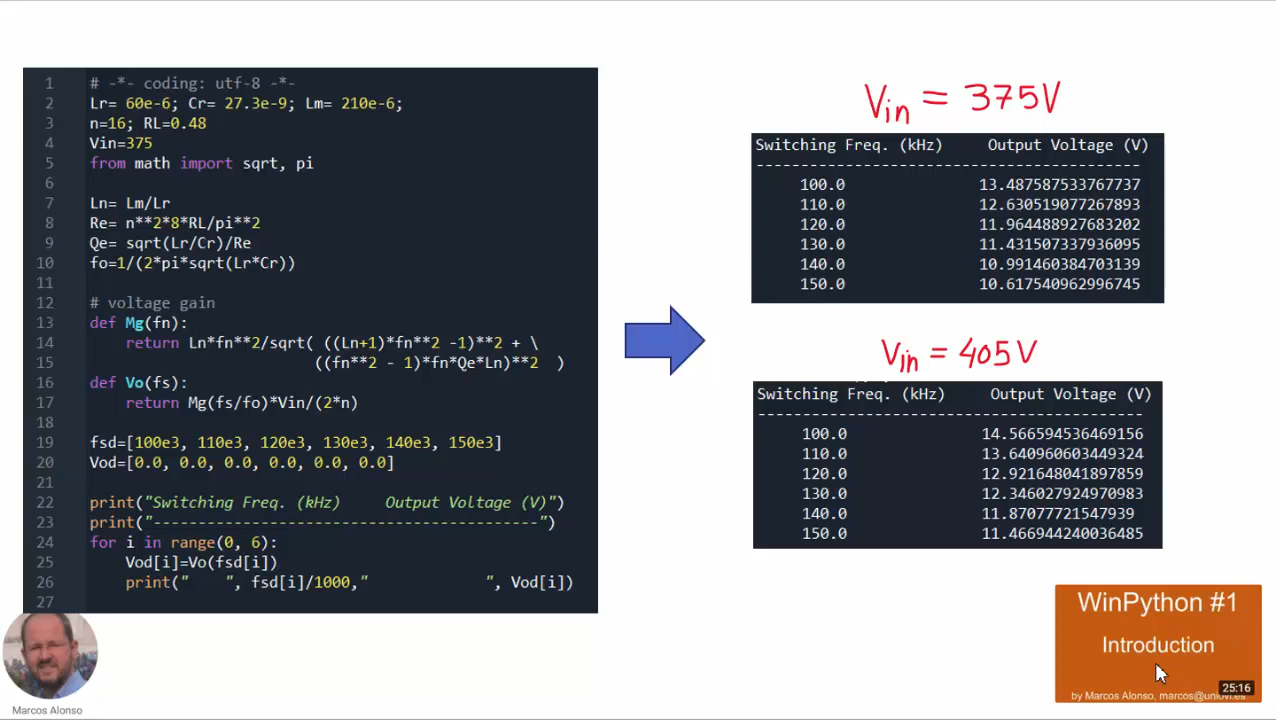 1 # -*- coding: utf-8 -*-
2 Lr= 60e-6; Cr= 27.3e-9; Lm= 210e-6;
3 n=16; RL=0.48
4 Vin=375
5 from math import sqrt, pi
6
7 Ln= Lm/Lr
8 Re= n**2*8*RL/pi**2
9 Qe= sqrt(Lr/Cr)/Re
10 fo=1/(2*pi*sqrt(Lr*Cr))
11
12 # voltage gain
13 def Mg(fn):
14     return Ln*fn**2/sqrt( ((Ln+1)*fn**2 -1)**2 + \
15                          ((fn**2 - 1)*fn*Qe*Ln)**2  )
16 def Vo(fs):
17     return Mg(fs/fo)*Vin/(2*n)
18
19 fsd=[100e3, 110e3, 120e3, 130e3, 140e3, 150e3]
20 Vod=[0.0, 0.0, 0.0, 0.0, 0.0, 0.0]
21
22 print("Switching Freq. (kHz)     Output Voltage (V)")
23 print("-------------------------------------------")
24 for i in range(0, 6):
25     Vod[i]=Vo(fsd[i])
26     print("    ", fsd[i]/1000,"             ", Vod[i])
27
Vin = 375V
Switching Freq. (kHz)     Output Voltage (V)
-------------------------------------------
100.0     13.487587533767737
110.0     12.630519077267893
120.0     11.964488927683202
130.0     11.431507337936095
140.0     10.991460384703139
150.0     10.617540962996745
Vin = 405V
Switching Freq. (kHz)     Output Voltage (V)
-------------------------------------------
100.0     14.566594536469156
110.0     13.640960603449324
120.0     12.921648041897859
130.0     12.346027924970983
140.0     11.87077721547939
150.0     11.466944240036485
WinPython #1
Introduction
25:16
by Marcos Alonso, marcos@uniovi.es
Marcos Alonso